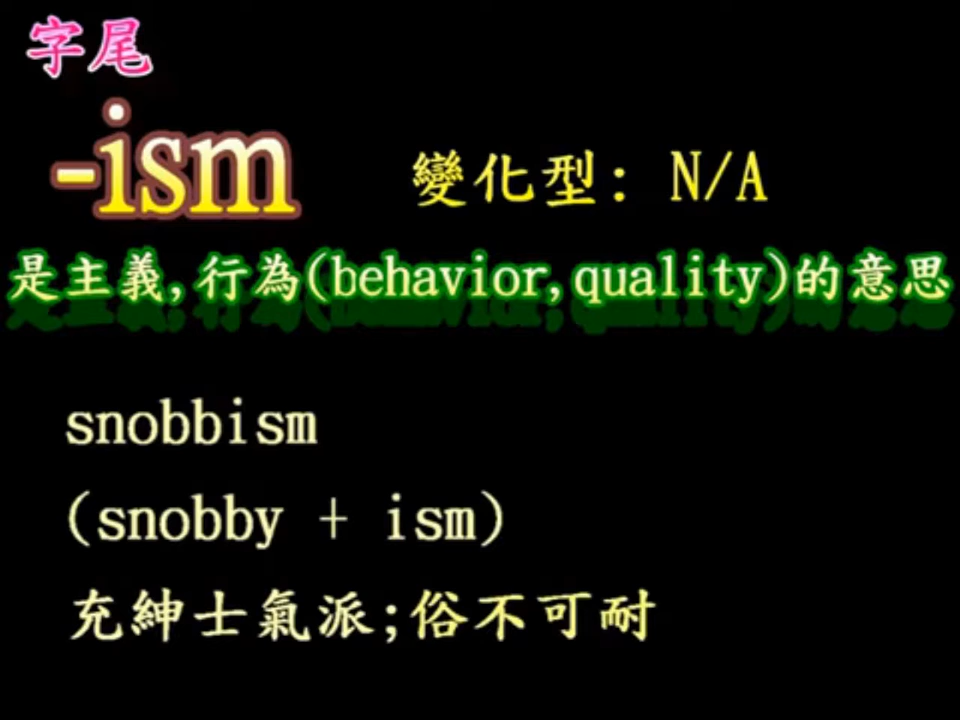 字尾
-ism 變化型: N/A
是主義,行為(behavior,quality)的意思
snobbism
(snobby + ism)
充紳士氣派;俗不可耐